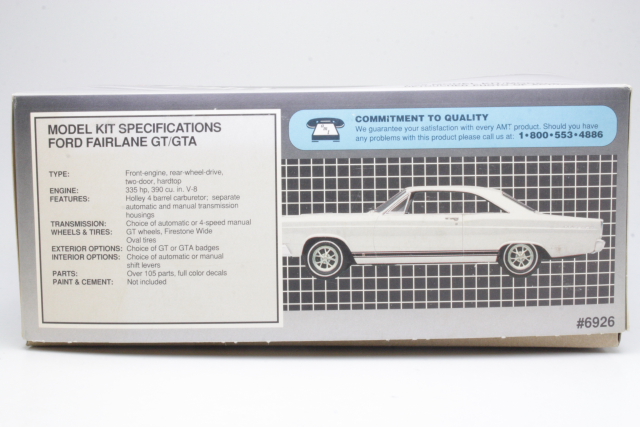 MODEL KIT SPECIFICATIONS
FORD FAIRLANE GT/GTA
TYPE: Front-engine, rear-wheel-drive,
two-door, hardtop
ENGINE: 335 hp, 390 cu. in. V-8
FEATURES: Holley 4 barrel carburetor; separate
automatic and manual transmission
housings
TRANSMISSION: Choice of automatic or 4-speed manual
WHEELS & TIRES: GT wheels, Firestone Wide
Oval tires
EXTERIOR OPTIONS: Choice of GT or GTA badges
INTERIOR OPTIONS: Choice of automatic or manual
shift levers
PARTS: Over 105 parts, full color decals
PAINT & CEMENT: Not included
COMMITMENT TO QUALITY
We guarantee your satisfaction with every AMT product. Should you have
any problems with this product please call us at: 1•800•553•4886
#6926